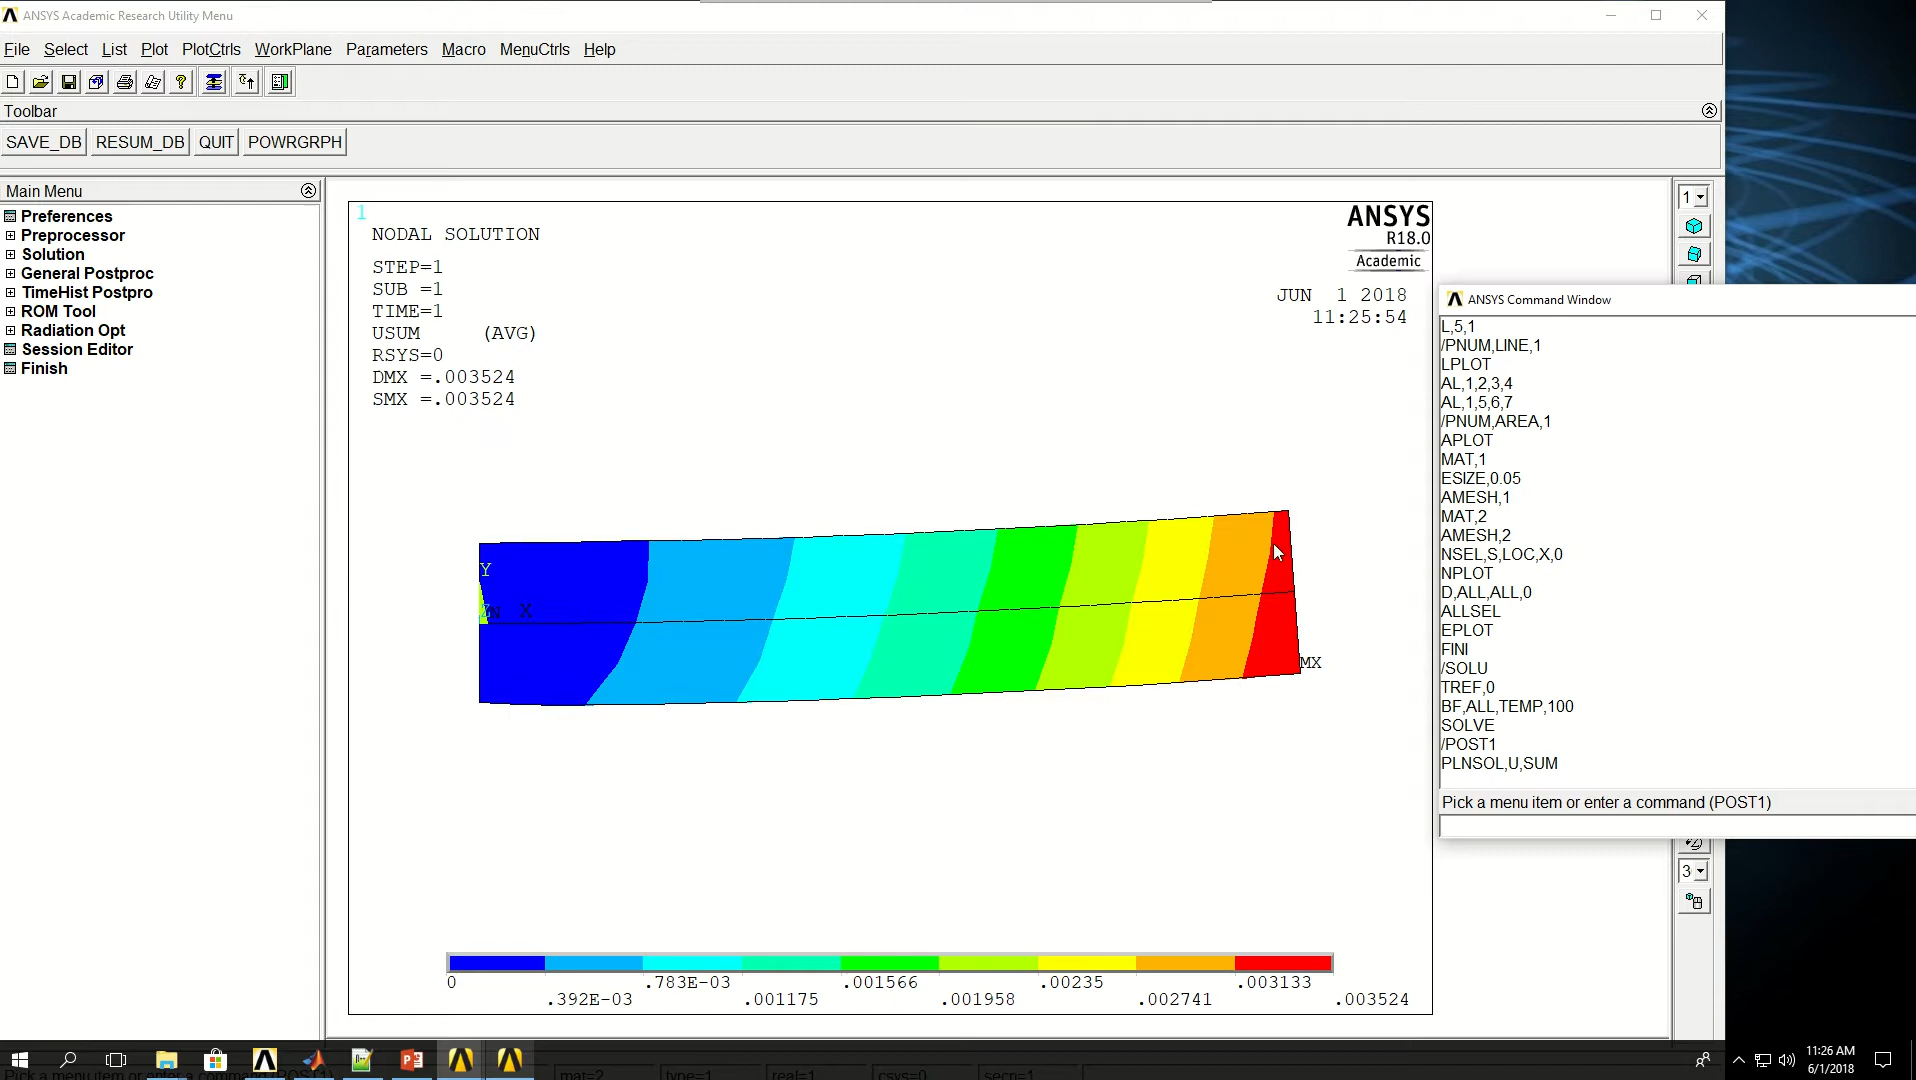 ANSYS Academic Research Utility Menu
File Select List Plot PlotCtrls WorkPlane Parameters Macro MenuCtrls Help
Toolbar
SAVE_DB RESUM_DB QUIT POWRGRPH
Main Menu
Preferences
Preprocessor
Solution
General Postproc
TimeHist Postpro
ROM Tool
Radiation Opt
Session Editor
Finish
1
NODAL SOLUTION
STEP=1
SUB =1
TIME=1
USUM (AVG)
RSYS=0
DMX =.003524
SMX =.003524
ANSYS
R18.0
Academic
JUN 1 2018
11:25:54
Y
X
MX
0 .783E-03 .001566 .00235 .003133
.392E-03 .001175 .001958 .002741 .003524
1
3
ANSYS Command Window
L,5,1
/PNUM,LINE,1
LPLOT
AL,1,2,3,4
AL,1,5,6,7
/PNUM,AREA,1
APLOT
MAT,1
ESIZE,0.05
AMESH,1
MAT,2
AMESH,2
NSEL,S,LOC,X,0
NPLOT
D,ALL,ALL,0
ALLSEL
EPLOT
FINI
/SOLU
TREF,0
BF,ALL,TEMP,100
SOLVE
/POST1
PLNSOL,U,SUM
Pick a menu item or enter a command (POST1)
11:26 AM
6/1/2018
Pick a menu item or enter a command (POST1) mat=2 type=1 real=1 csys=0 secn=1